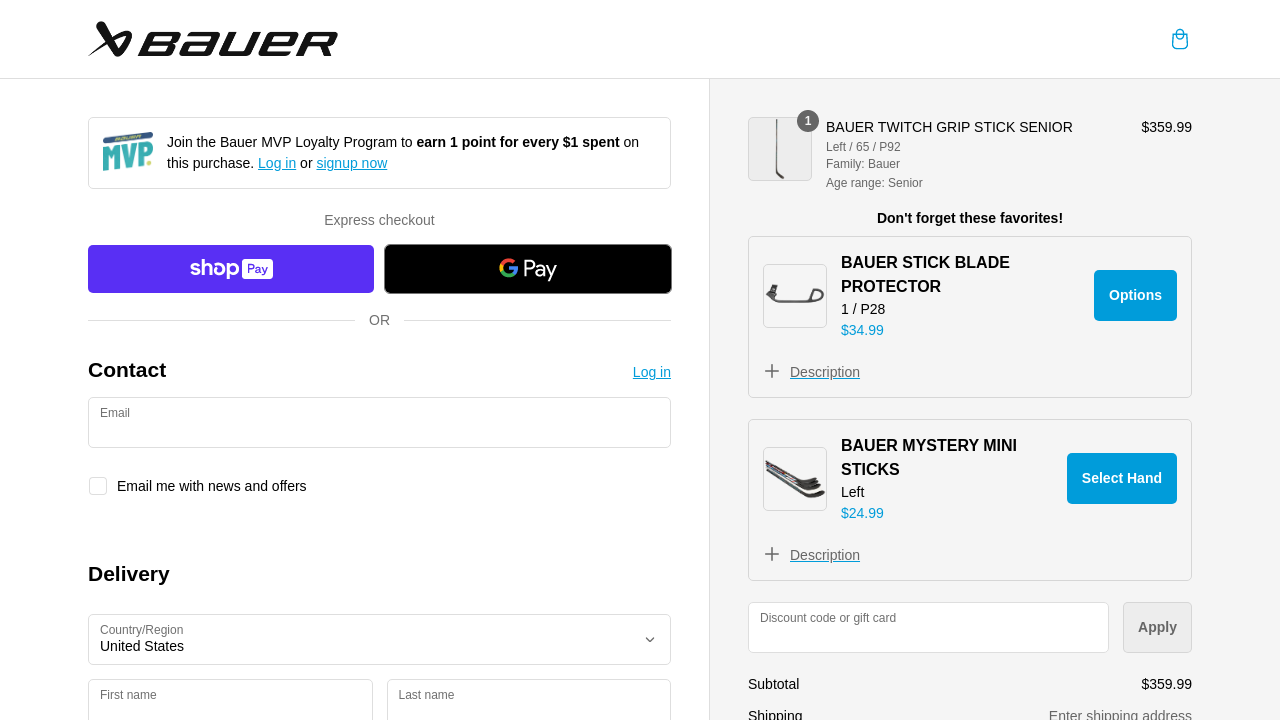 BAUER
MVP
Join the Bauer MVP Loyalty Program to earn 1 point for every $1 spent on
this purchase. Log in or signup now
Express checkout
shop Pay
G Pay
OR
Contact
Log in
Email
Email me with news and offers
Delivery
Country/Region
United States
First name
Last name
1
BAUER TWITCH GRIP STICK SENIOR
$359.99
Left / 65 / P92
Family: Bauer
Age range: Senior
Don't forget these favorites!
BAUER STICK BLADE
PROTECTOR
1 / P28
$34.99
Options
Description
BAUER MYSTERY MINI
STICKS
Left
$24.99
Select Hand
Description
Discount code or gift card
Apply
Subtotal
$359.99
Shipping
Enter shipping address